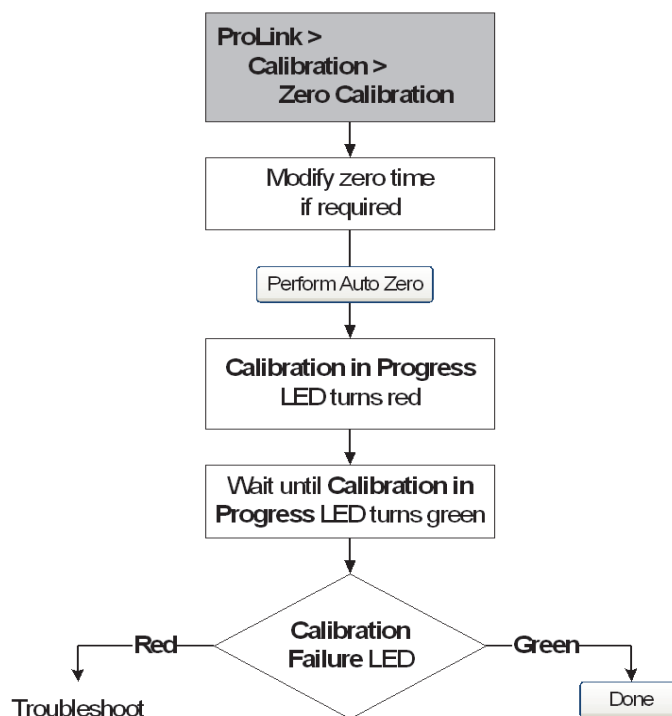 ProLink >
Calibration >
Zero Calibration
Modify zero time
if required
Perform Auto Zero
Calibration in Progress
LED turns red
Wait until Calibration in
Progress LED turns green
Calibration
Failure LED
Red
Green
Troubleshoot
Done